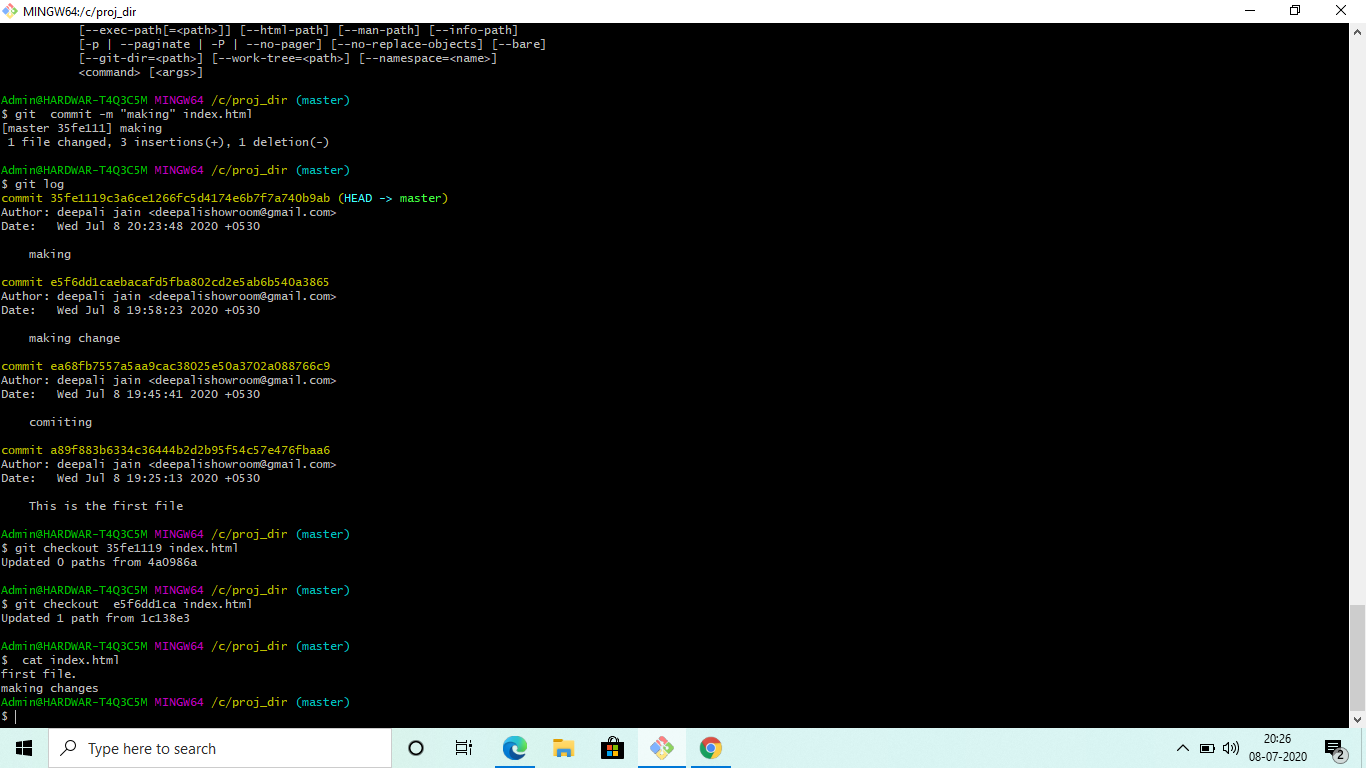 MINGW64:/c/proj_dir
[--exec-path[=<path>]] [--html-path] [--man-path] [--info-path]
[-p | --paginate | -P | --no-pager] [--no-replace-objects] [--bare]
[--git-dir=<path>] [--work-tree=<path>] [--namespace=<name>]
<command> [<args>]
Admin@HARDWAR-T4Q3C5M MINGW64 /c/proj_dir (master)
$ git  commit -m "making" index.html
[master 35fe111] making
1 file changed, 3 insertions(+), 1 deletion(-)
Admin@HARDWAR-T4Q3C5M MINGW64 /c/proj_dir (master)
$ git log
commit 35fe1119c3a6ce1266fc5d4174e6b7f7a740b9ab (HEAD -> master)
Author: deepali jain <deepalishowroom@gmail.com>
Date:   Wed Jul 8 20:23:48 2020 +0530
making
commit e5f6dd1caebacafd5fba802cd2e5ab6b540a3865
Author: deepali jain <deepalishowroom@gmail.com>
Date:   Wed Jul 8 19:58:23 2020 +0530
making change
commit ea68fb7557a5aa9cac38025e50a3702a088766c9
Author: deepali jain <deepalishowroom@gmail.com>
Date:   Wed Jul 8 19:45:41 2020 +0530
comiiting
commit a89f883b6334c36444b2d2b95f54c57e476fbaa6
Author: deepali jain <deepalishowroom@gmail.com>
Date:   Wed Jul 8 19:25:13 2020 +0530
This is the first file
Admin@HARDWAR-T4Q3C5M MINGW64 /c/proj_dir (master)
$ git checkout 35fe1119 index.html
Updated 0 paths from 4a0986a
Admin@HARDWAR-T4Q3C5M MINGW64 /c/proj_dir (master)
$ git checkout  e5f6dd1ca index.html
Updated 1 path from 1c138e3
Admin@HARDWAR-T4Q3C5M MINGW64 /c/proj_dir (master)
$  cat index.html
first file.
making changes
Admin@HARDWAR-T4Q3C5M MINGW64 /c/proj_dir (master)
$
Type here to search
20:26
08-07-2020
2